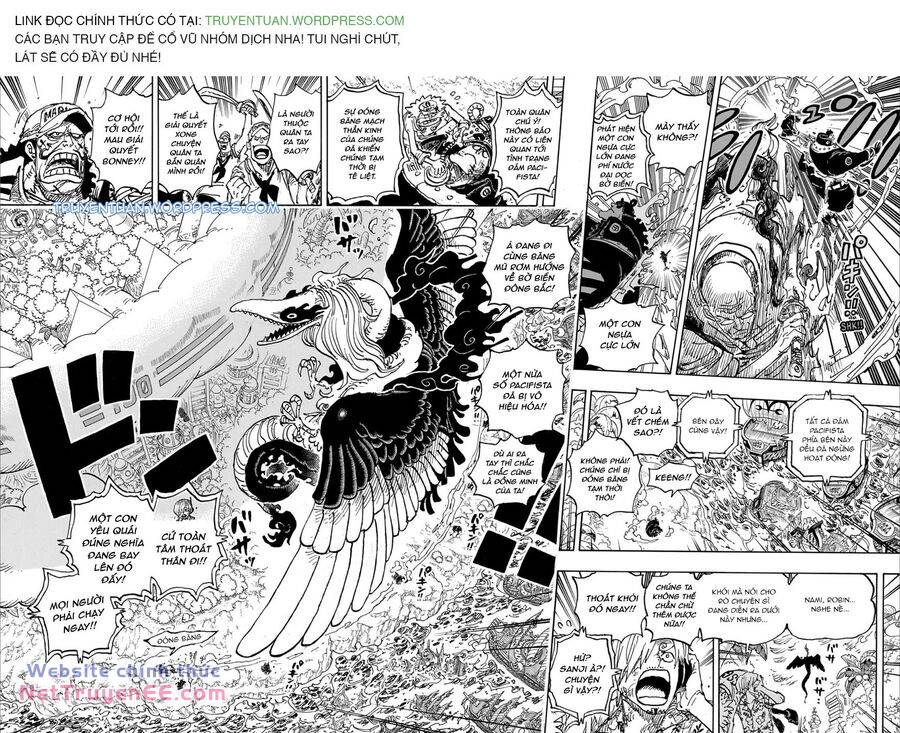 LINK ĐỌC CHÍNH THỨC CÓ TẠI: TRUYENTUAN.WORDPRESS.COM
CÁC BẠN TRUY CẬP ĐỂ CỔ VŨ NHÓM DỊCH NHA! TUI NGHỈ CHÚT,
LÁT SẼ CÓ ĐẦY ĐỦ NHÉ!
MÀY THẤY
KHÔNG?!
PHÁT HIỆN MỘT
CON NGỰA
CỰC LỚN
ĐANG PHI NƯỚC
ĐẠI DỌC
BỜ BIỂN!
MỘT CON
NGỰA
CỰC LỚN
SHK!!
TOÀN QUÂN
CHÚ Ý!
THÔNG BÁO
NÀY CÓ LIÊN
QUAN TỚI
TÌNH TRẠNG
ĐÁM PACI-
FISTA!
SỰ ĐÓNG BĂNG
MẠCH THẦN KINH
CỦA CHÚNG
ĐÃ KHIẾN
CHÚNG TẠM
THỜI BỊ
TÊ LIỆT.
LÀ NGƯỜI
THUỘC
QUÂN TA
RA TAY
SAO?!
THẾ LÀ
GIẢI QUYẾT
XONG
CHUYỆN
QUÂN TA
BẮN QUÂN
MÌNH RỒI!
CƠ HỘI
TỚI RỒI!!
MAU GIẢI
QUYẾT
BONNEY!!
TRUYENTUAN.WORDPRESS.COM
TẤT CẢ ĐÁM
PACIFISTA
PHÍA BÊN NÀY
ĐỀU ĐÃ NGỪNG
HOẠT ĐỘNG!
BÊN ĐÂY
CŨNG VẬY!
ĐÓ LÀ
VẾT CHÉM
SAO?!
KEENG!!
KHÔNG PHẢI!
CHÚNG CHỈ BỊ
ĐÓNG BĂNG
TẠM THỜI
THÔI!
NAMI, ROBIN...
NGHE NÈ...
KHÓI MÀ NÓI CHO
RÕ CHUYỆN GÌ
ĐANG DIỄN RA DƯỚI
NÀY NHƯNG...
CHÚNG TA
KHÔNG THỂ
CHẦN CHỪ
THÊM ĐƯỢC
NỮA!!
THOÁT KHỎI
ĐÓ NGAY!!
HỬ?
SANJI À?!
CHUYỆN
GÌ VẬY?!
Ả ĐANG ĐI
CÙNG BĂNG
MŨ RƠM HƯỚNG
VỀ BỜ BIỂN
ĐÔNG BẮC!
MỘT NỬA
SỐ PACIFISTA
ĐÃ BỊ VÔ
HIỆU HÓA!!
DÙ AI RA
TAY THÌ CHẮC
CHẮC CŨNG
LÀ ĐỒNG MINH
CỦA TA!
ドドン
CỨ TOÀN
TÂM THOÁT
THÂN ĐI!
MỘT CON
YÊU QUÁI
ĐÚNG NGHĨA
ĐANG BAY
LÊN ĐÓ
ĐẤY!
MỌI NGƯỜI
PHẢI CHẠY
NGAY!!
ĐÓNG BĂNG
Website chính thức
NetTruyenEE.com